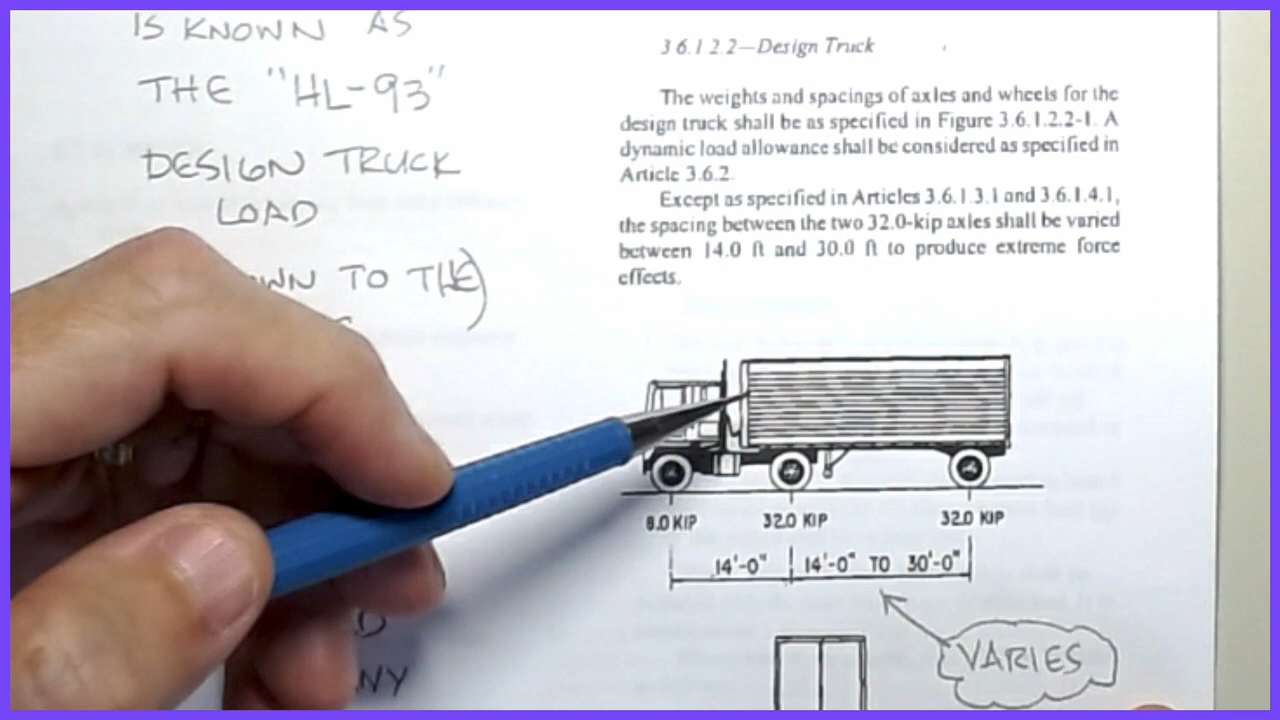 IS KNOWN AS
THE "HL-93"
DESIGN TRUCK
LOAD
TO THE)
3.6.1.2.2—Design Truck
The weights and spacings of axles and wheels for the
design truck shall be as specified in Figure 3.6.1.2.2-1. A
dynamic load allowance shall be considered as specified in
Article 3.6.2.
Except as specified in Articles 3.6.1.3.1 and 3.6.1.4.1,
the spacing between the two 32.0-kip axles shall be varied
between 14.0 ft and 30.0 ft to produce extreme force
effects.
8.0 KIP 32.0 KIP 32.0 KIP
14'-0" 14'-0" TO 30'-0"
VARIES